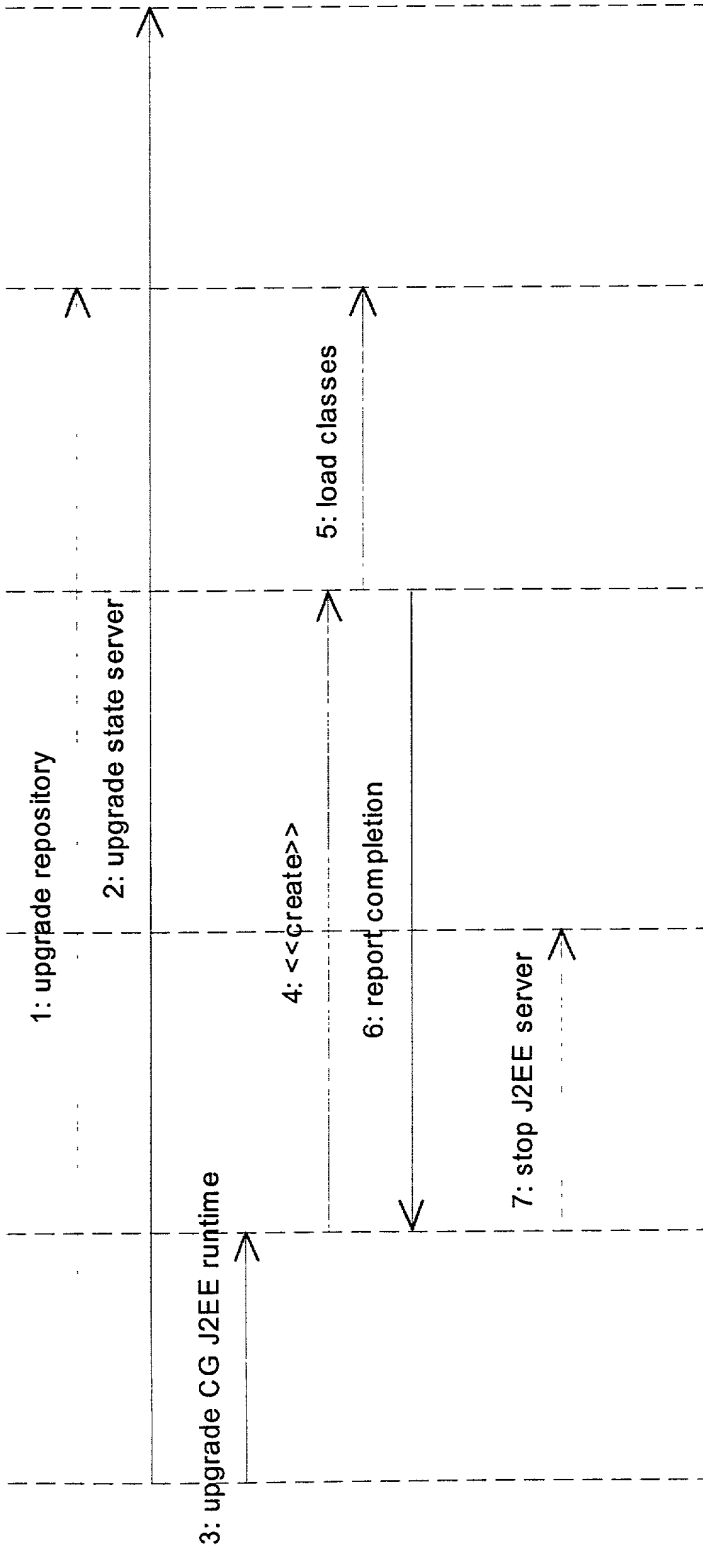 1: upgrade repository
2: upgrade state server
3: upgrade CG J2EE runtime
4: <<create>>
5: load classes
6: report completion
7: stop J2EE server